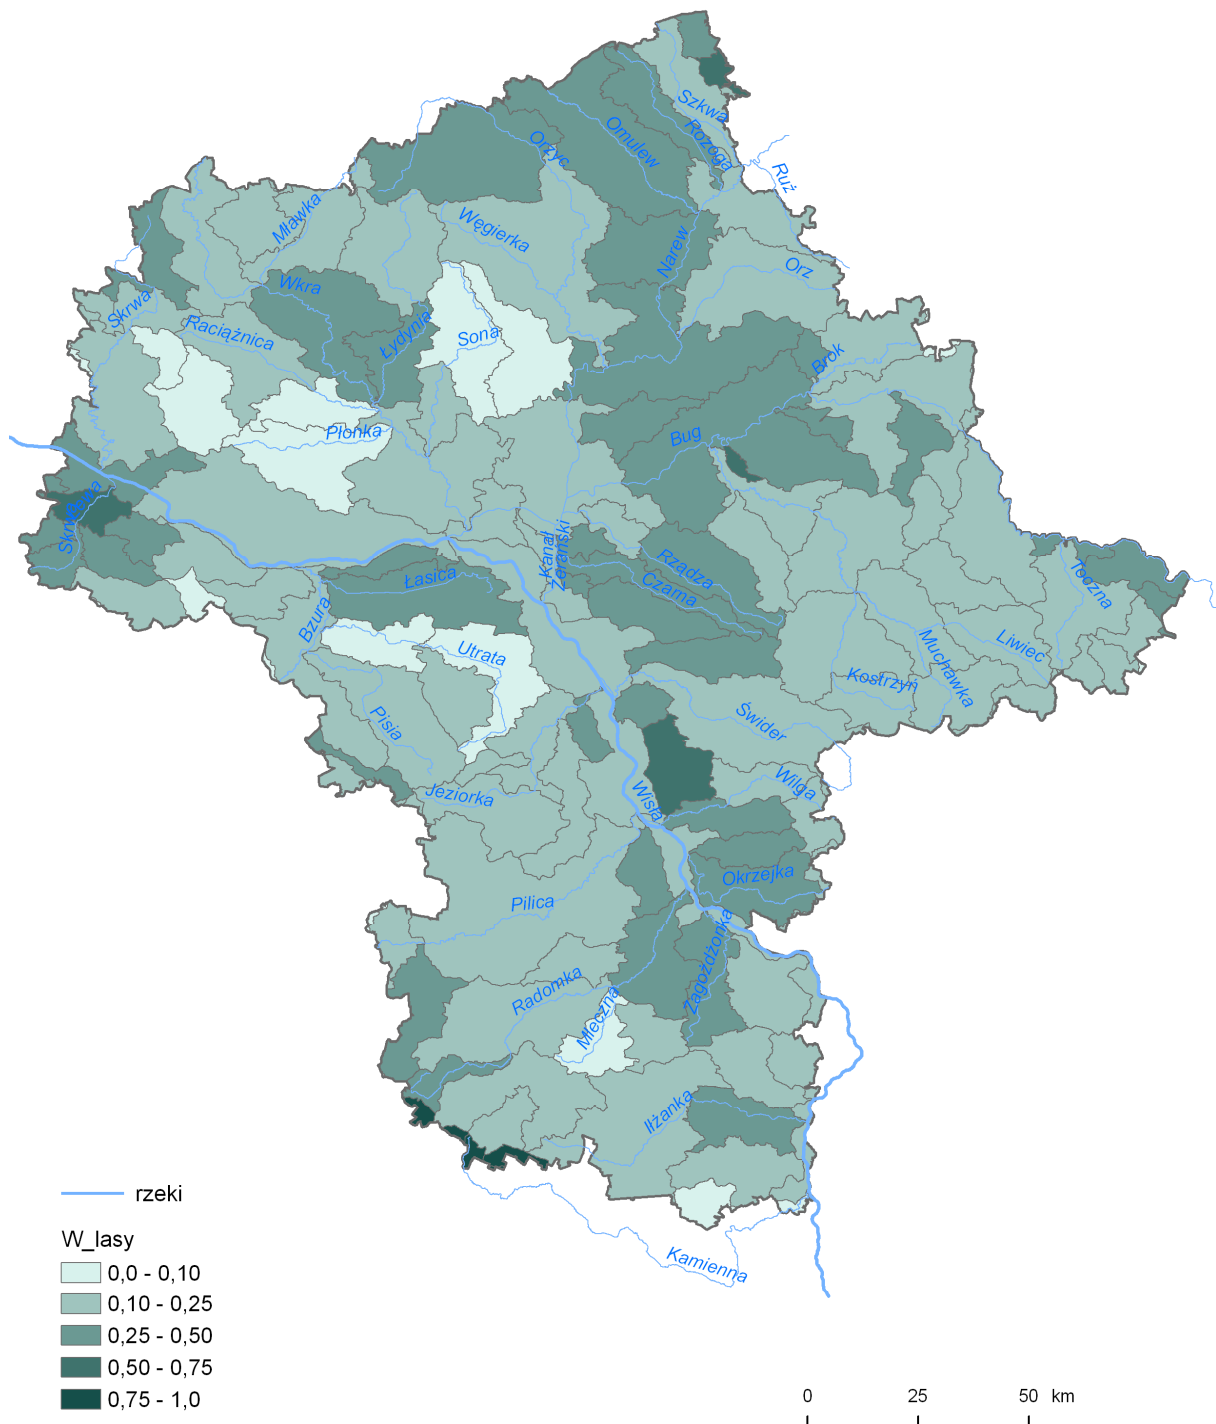 Szkwa
Rozoga
Omulew
Orzyc
Ruż
Mławka
Węgierka
Narew
Orz
Wkra
Skrwa
Raciążnica
Łydynia
Sona
Brok
Płonka
Bug
Skrwa
Kanał
Żerański
Rządza
Czarna
Łasica
Toczna
Bzura
Utrata
Muchawka
Liwiec
Kostrzyń
Pisia
Świder
Jeziorka
Wisła
Wilga
Okrzejka
Pilica
Zagożdżonka
Radomka
Mleczna
Iłżanka
Kamienna
rzeki
W_lasy
0,0 - 0,10
0,10 - 0,25
0,25 - 0,50
0,50 - 0,75
0,75 - 1,0
0 25 50 km